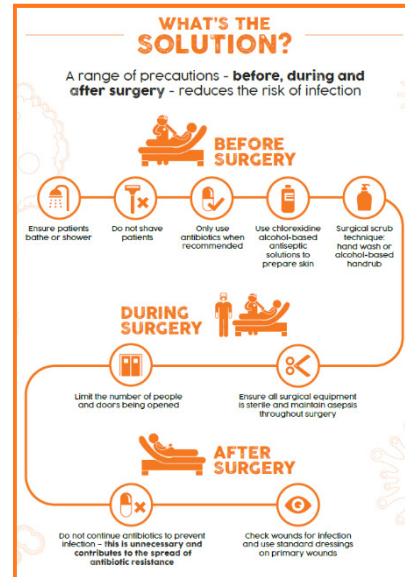 WHAT'S THE
SOLUTION?
A range of precautions - before, during and
after surgery - reduces the risk of infection
BEFORE
SURGERY
Ensure patients
bathe or shower
Do not shave
patients
Only use
antibiotics when
recommended
Use chlorexidine
alcohol-based
antiseptic
solutions to
prepare skin
Surgical scrub
technique:
hand wash or
alcohol-based
handrub
DURING
SURGERY
Limit the number of people
and doors being opened
Ensure all surgical equipment
is sterile and maintain asepsis
throughout surgery
AFTER
SURGERY
Do not continue antibiotics to prevent
infection – this is unnecessary and
contributes to the spread of
antibiotic resistance
Check wounds for infection
and use standard dressings
on primary wounds